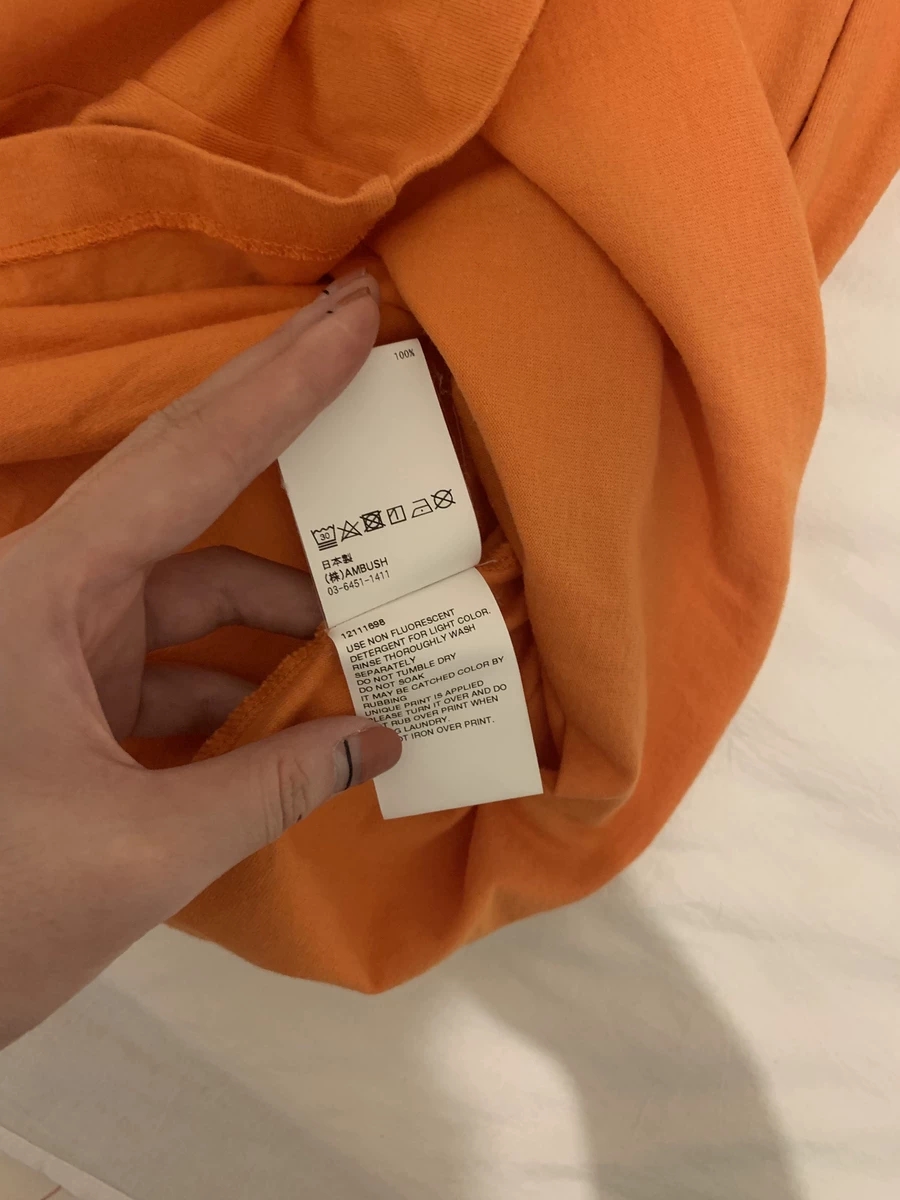 100%
30
日本製
(株)AMBUSH
03-6451-1411
12111698
USE NON FLUORESCENT
DETERGENT FOR LIGHT COLOR.
RINSE THOROUGHLY WASH
SEPARATELY
DO NOT TUMBLE DRY
DO NOT SOAK
IT MAY BE CATCHED COLOR BY
RUBBING
UNIQUE PRINT IS APPLIED
PLEASE TURN IT OVER AND DO
RUB OVER PRINT WHEN
LAUNDRY.
IRON OVER PRINT.